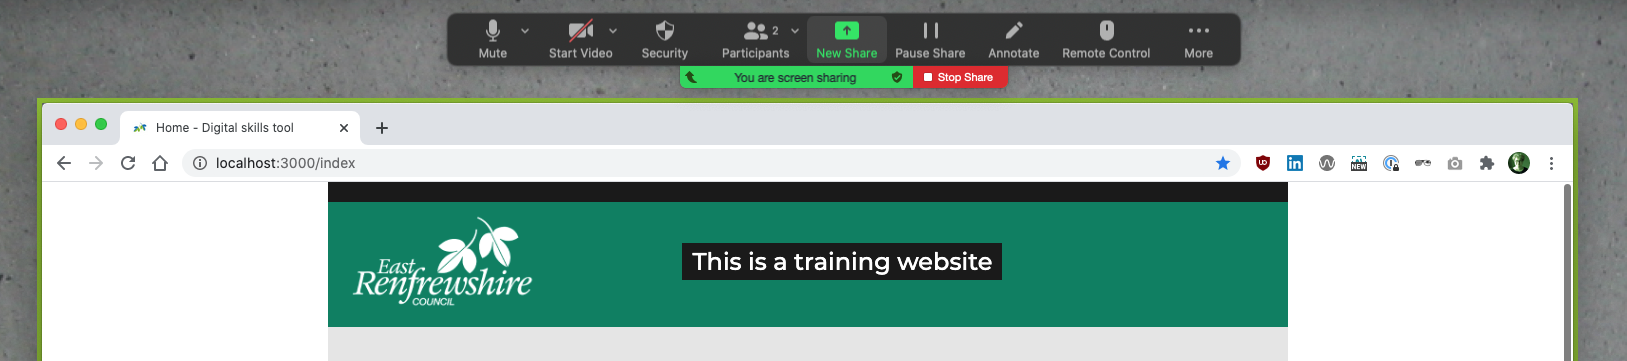 2
Mute Start Video Security Participants New Share Pause Share Annotate Remote Control More
You are screen sharing Stop Share
Home - Digital skills tool
localhost:3000/index
NEW
This is a training website
East
Renfrewshire
COUNCIL